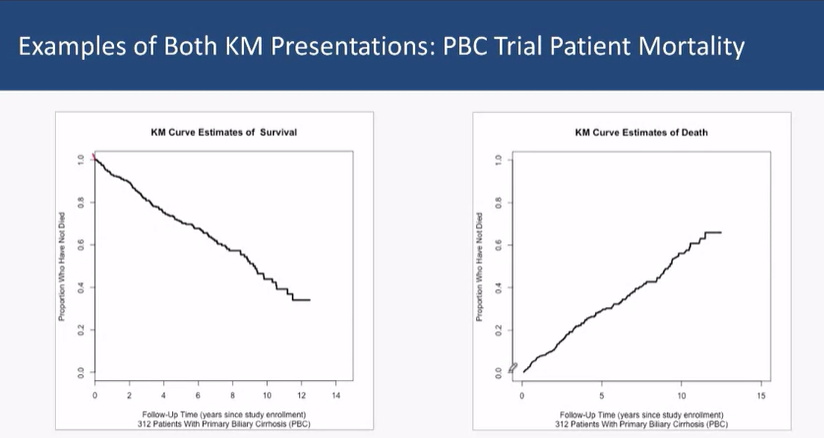 Examples of Both KM Presentations: PBC Trial Patient Mortality
KM Curve Estimates of Survival
Proportion Who Have Not Died
1.0
0.8
0.6
0.4
0.2
0.0
0 2 4 6 8 10 12 14
Follow-Up Time (years since study enrollment)
312 Patients With Primary Biliary Cirrhosis (PBC)
KM Curve Estimates of Death
Proportion Who Have Not Died
1.0
0.8
0.6
0.4
0.2
0.0
0 5 10 15
Follow-Up Time (years since study enrollment)
312 Patients With Primary Biliary Cirrhosis (PBC)